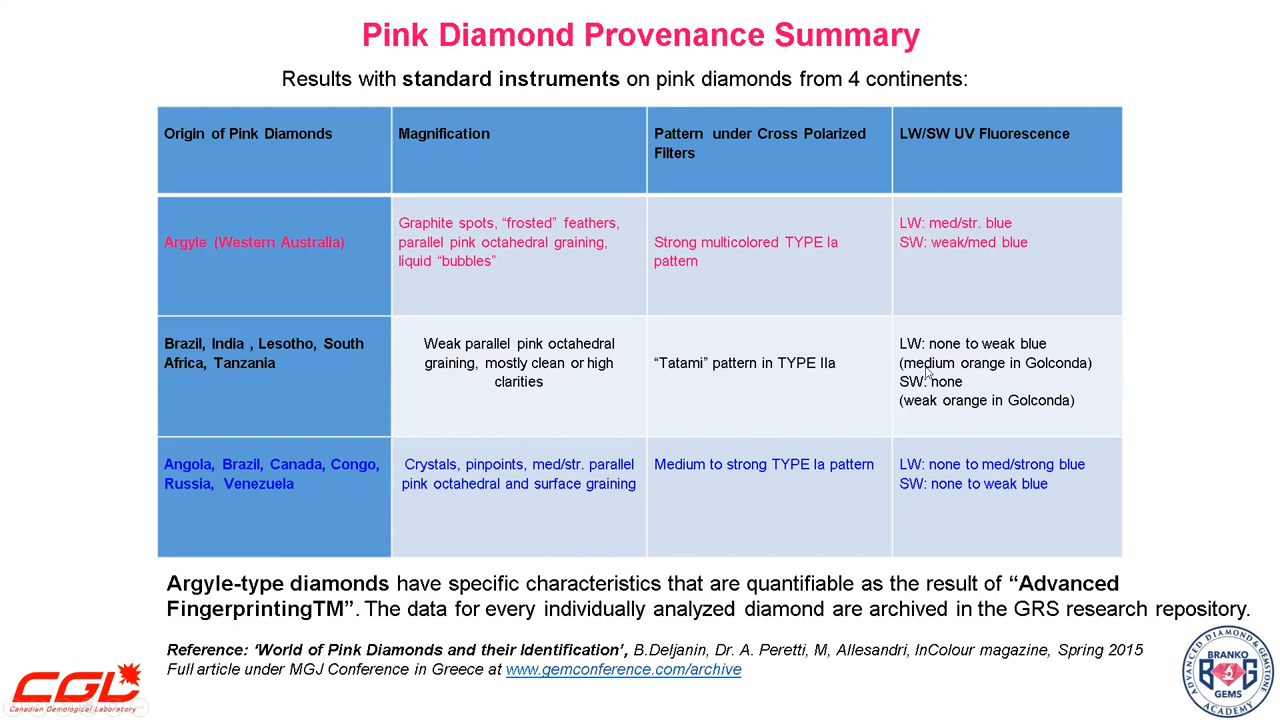 Pink Diamond Provenance Summary
Results with standard instruments on pink diamonds from 4 continents:
Origin of Pink Diamonds
Magnification
Pattern under Cross Polarized
Filters
LW/SW UV Fluorescence
Argyle (Western Australia)
Graphite spots, “frosted” feathers,
parallel pink octahedral graining,
liquid “bubbles”
Strong multicolored TYPE Ia
pattern
LW: med/str. blue
SW: weak/med blue
Brazil, India , Lesotho, South
Africa, Tanzania
Weak parallel pink octahedral
graining, mostly clean or high
clarities
“Tatami” pattern in TYPE IIa
LW: none to weak blue
(medium orange in Golconda)
SW: none
(weak orange in Golconda)
Angola, Brazil, Canada, Congo,
Russia, Venezuela
Crystals, pinpoints, med/str. parallel
pink octahedral and surface graining
Medium to strong TYPE Ia pattern
LW: none to med/strong blue
SW: none to weak blue
Argyle-type diamonds have specific characteristics that are quantifiable as the result of “Advanced
FingerprintingTM”. The data for every individually analyzed diamond are archived in the GRS research repository.
Reference: ‘World of Pink Diamonds and their Identification’, B.Deljanin, Dr. A. Peretti, M, Allesandri, InColour magazine, Spring 2015
Full article under MGJ Conference in Greece at www.gemconference.com/archive
CGL
Canadian Gemological Laboratory
ADVANCED DIAMOND & GEMSTONE
BRANKO
BG
GEMS
ACADEMY